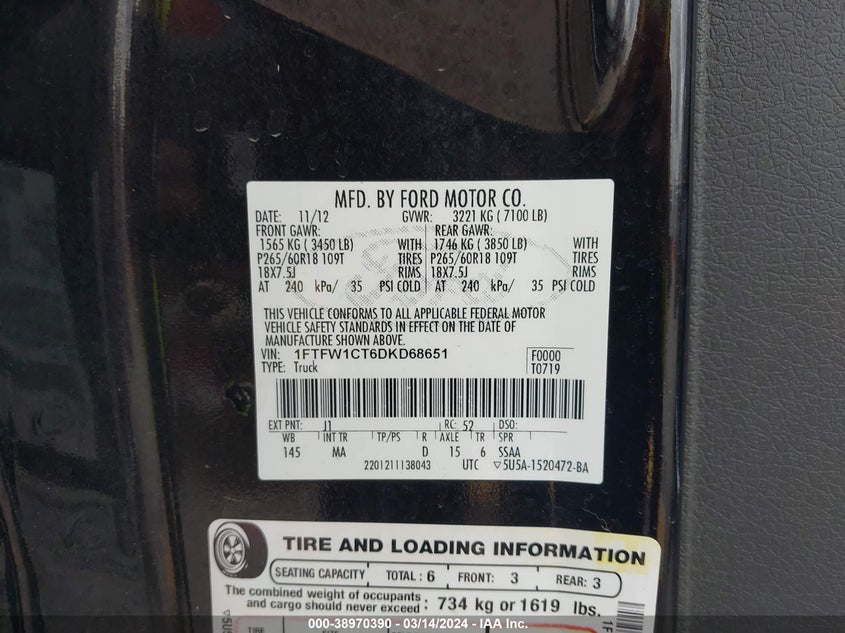 MFD. BY FORD MOTOR CO.
DATE: 11/12 GVWR: 3221 KG ( 7100 LB)
FRONT GAWR: REAR GAWR:
1565 KG ( 3450 LB) WITH 1746 KG ( 3850 LB) WITH
P265/60R18 109T TIRES P265/60R18 109T TIRES
18X7.5J RIMS 18X7.5J RIMS
AT 240 kPa/ 35 PSI COLD AT 240 kPa/ 35 PSI COLD
THIS VEHICLE CONFORMS TO ALL APPLICABLE FEDERAL MOTOR
VEHICLE SAFETY STANDARDS IN EFFECT ON THE DATE OF
MANUFACTURE SHOWN ABOVE.
VIN: 1FTFW1CT6DKD68651 F0000
TYPE: Truck T0719
EXT PNT: J1 RC: 52 DSO:
WB INT TR TP/PS R AXLE TR SPR
145 MA D 15 6 SSAA
2201211138043 UTC ▽5U5A-1520472-BA
TIRE AND LOADING INFORMATION
SEATING CAPACITY TOTAL: 6 FRONT: 3 REAR: 3
The combined weight of occupants and cargo should never exceed: 734 kg or 1619 lbs.
000-38970390 - 03/14/2024 - IAA Inc.